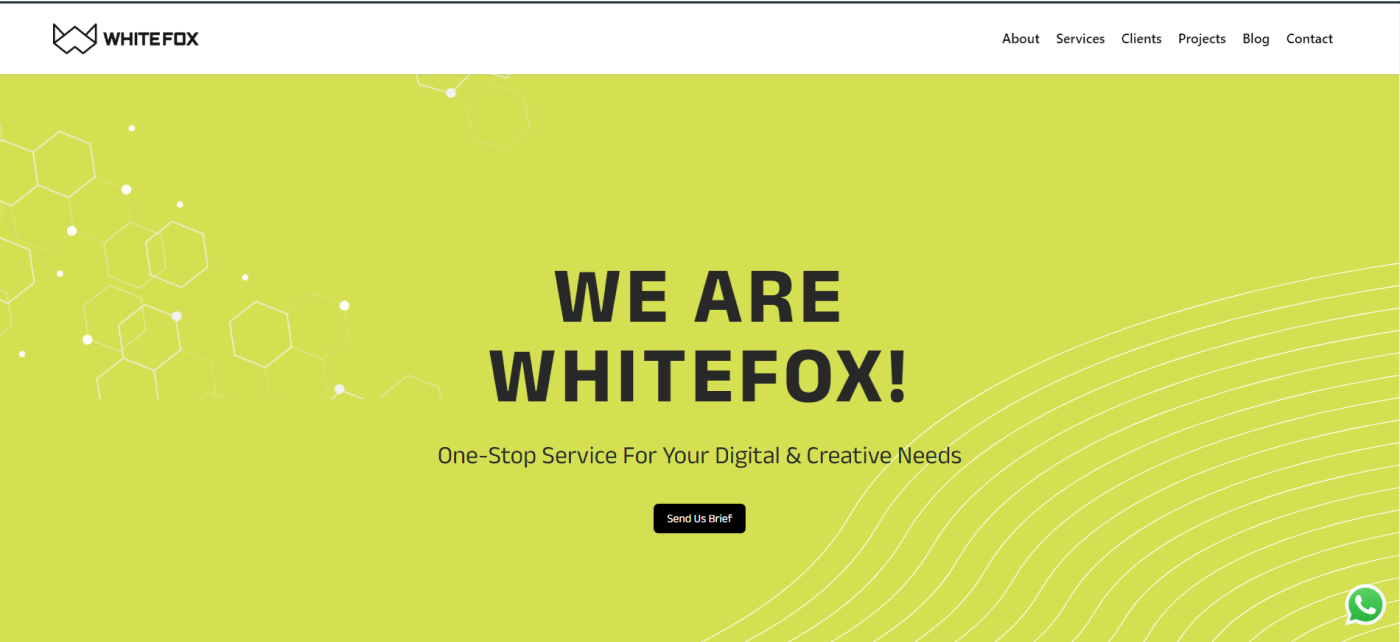 WHITEFOX
About Services Clients Projects Blog Contact
WE ARE
WHITEFOX!
One-Stop Service For Your Digital & Creative Needs
Send Us Brief